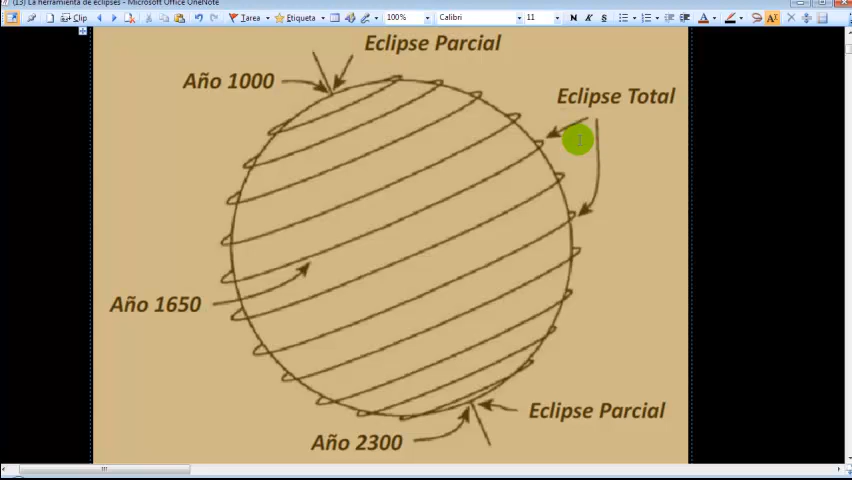 (13) La herramienta de eclipses - Microsoft Office OneNote
Clip
Tarea
Etiqueta
100%
Calibri
11
N K S
A
Eclipse Parcial
Año 1000
Eclipse Total
Año 1650
Eclipse Parcial
Año 2300